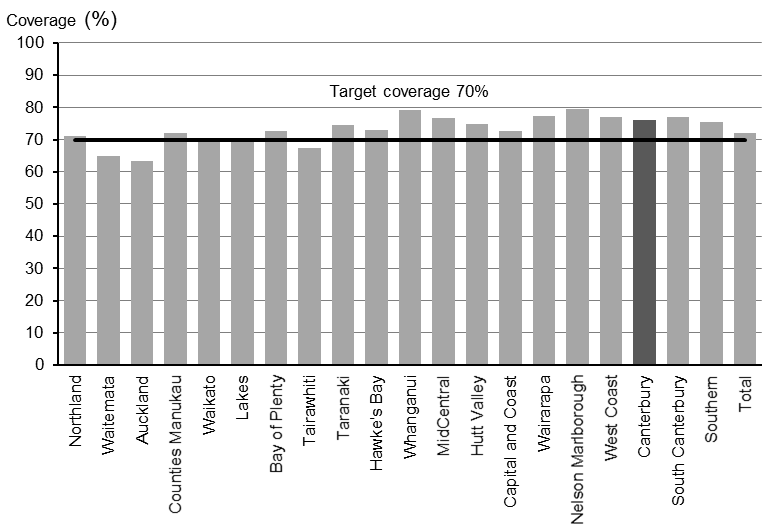 Coverage (%)
100
90
80
70
60
50
40
30
20
10
0
Target coverage 70%
Northland
Waitemata
Auckland
Counties Manukau
Waikato
Lakes
Bay of Plenty
Tairawhiti
Taranaki
Hawke's Bay
Whanganui
MidCentral
Hutt Valley
Capital and Coast
Wairarapa
Nelson Marlborough
West Coast
Canterbury
South Canterbury
Southern
Total